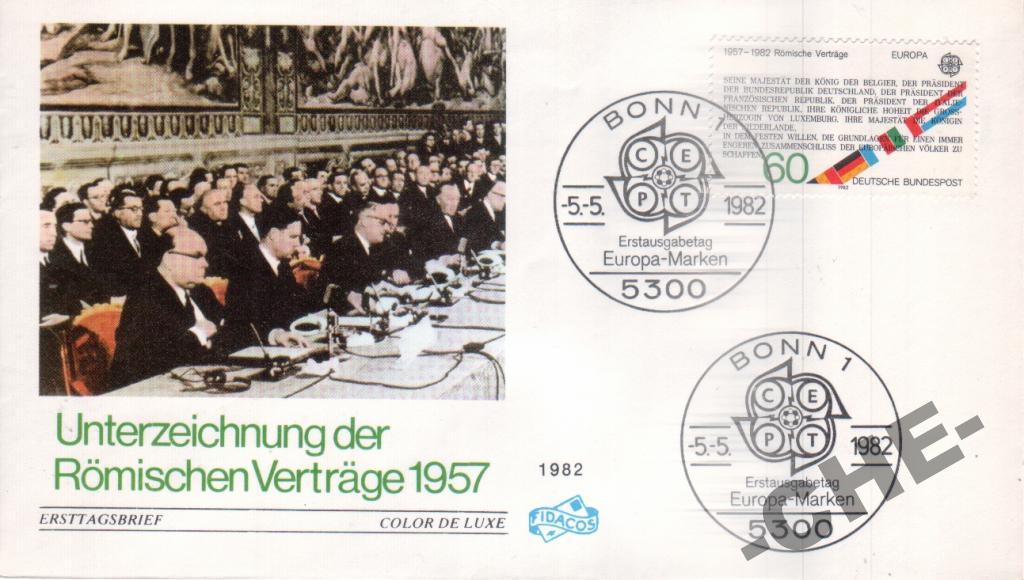 1957-1982 Römische Verträge EUROPA
SEINE MAJESTÄT DER KÖNIG DER BELGIER, DER PRÄSIDENT
DER BUNDESREPUBLIK DEUTSCHLAND, DER PRÄSIDENT DER
FRANZÖSISCHEN REPUBLIK, DER PRÄSIDENT DER ITALIE-
NISCHEN REPUBLIK, IHRE KÖNIGLICHE HOHEIT DIE GROSS-
HERZOGIN VON LUXEMBURG, IHRE MAJESTÄT DIE KÖNIGIN
DER NIEDERLANDE,
IN DEM FESTEN WILLEN, DIE GRUNDLAGEN FÜR EINEN IMMER
ENGEREN ZUSAMMENSCHLUSS DER EUROPÄISCHEN VÖLKER ZU
SCHAFFEN
60
1982
DEUTSCHE BUNDESPOST
BONN 1
CEPT
-5.-5. 1982
Erstausgabetag
Europa-Marken
5300
BONN 1
CEPT
-5.-5. 1982
Erstausgabetag
Europa-Marken
5300
Unterzeichnung der
Römischen Verträge 1957
ERSTTAGSBRIEF COLOR DE LUXE
1982
FIDACOS
-CHE-